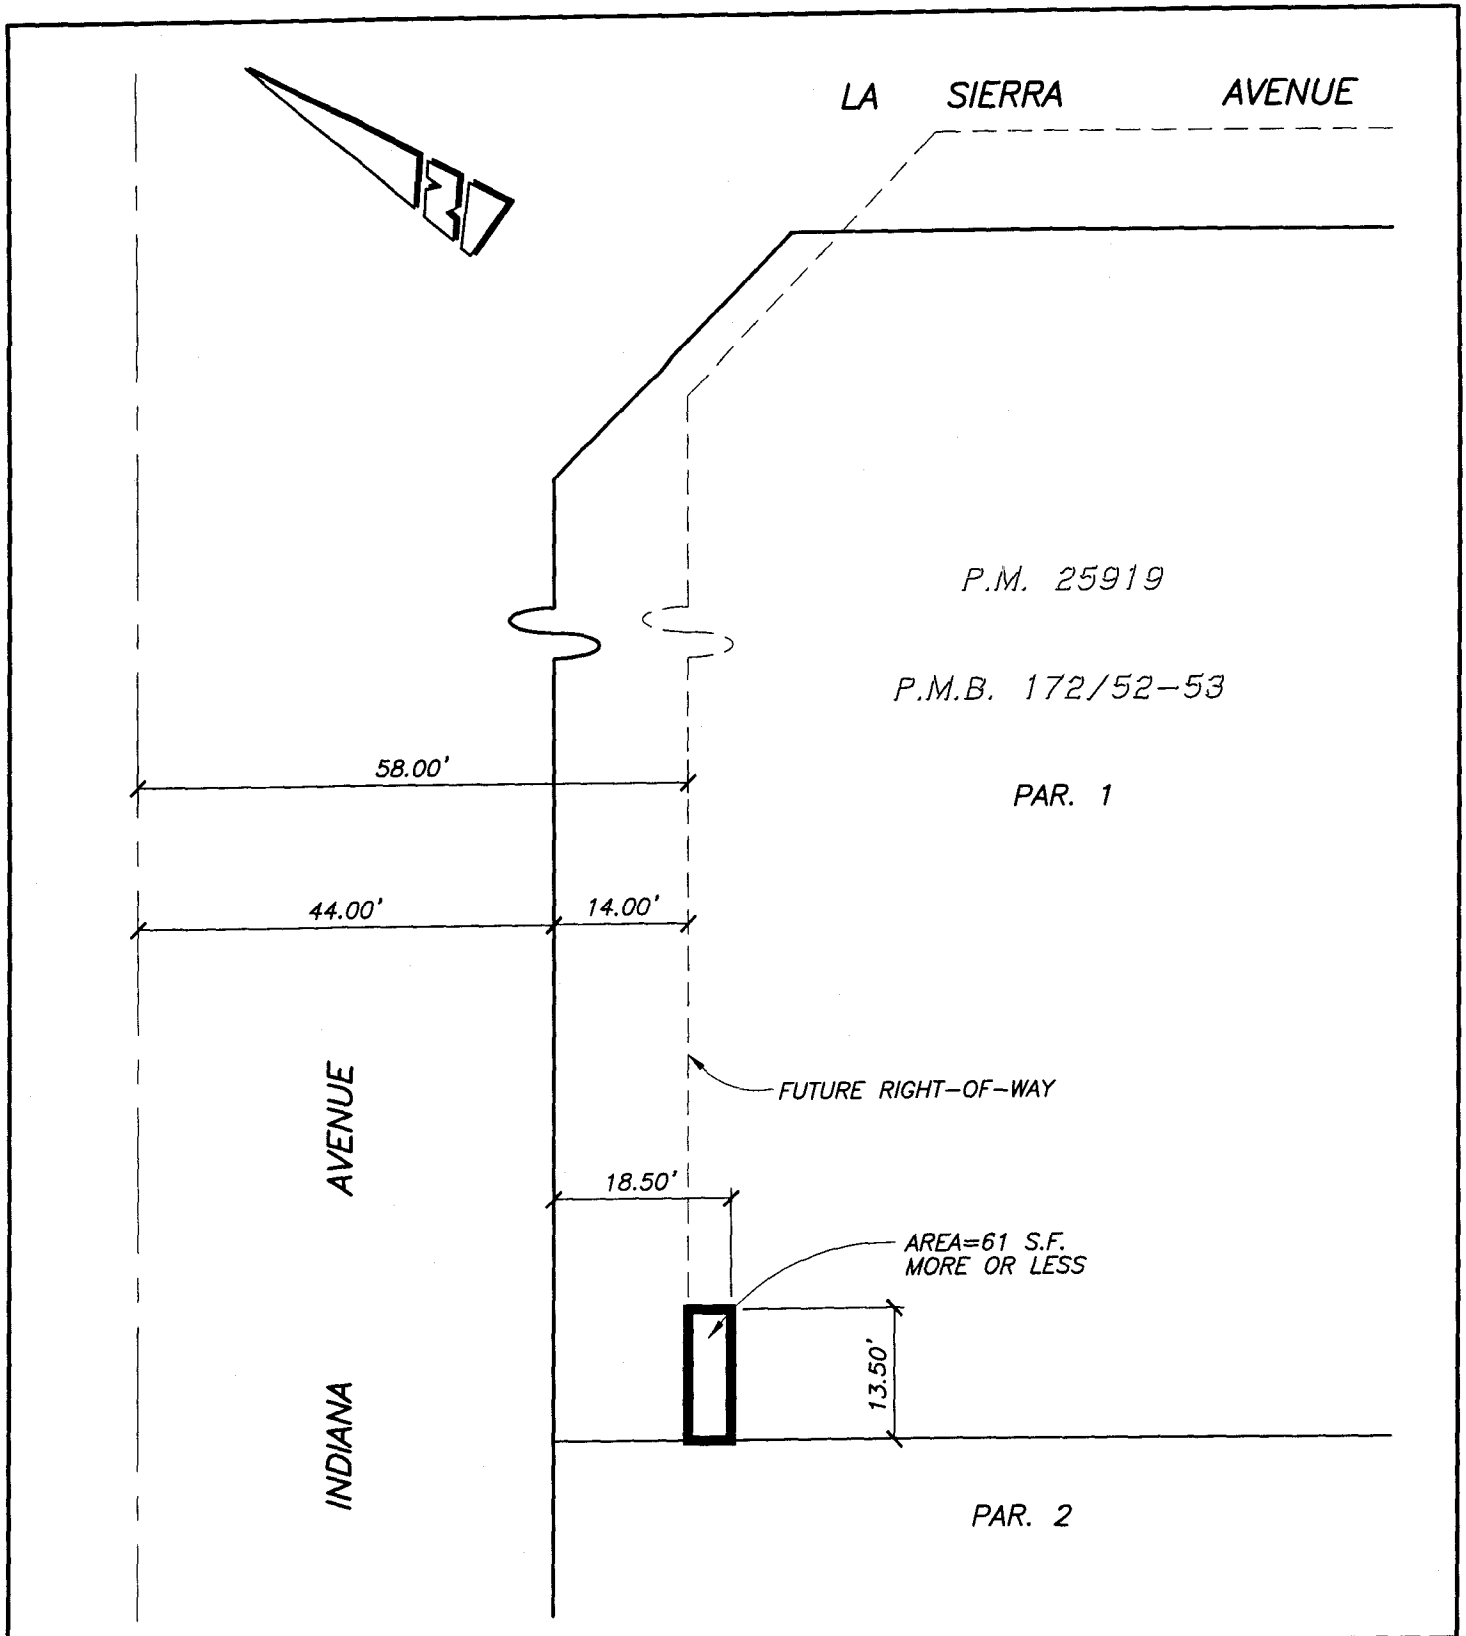 LA SIERRA AVENUE
N
P.M. 25919
P.M.B. 172/52-53
58.00'
PAR. 1
44.00'
14.00'
FUTURE RIGHT-OF-WAY
INDIANA AVENUE
18.50'
AREA=61 S.F.
MORE OR LESS
13.50'
PAR. 2